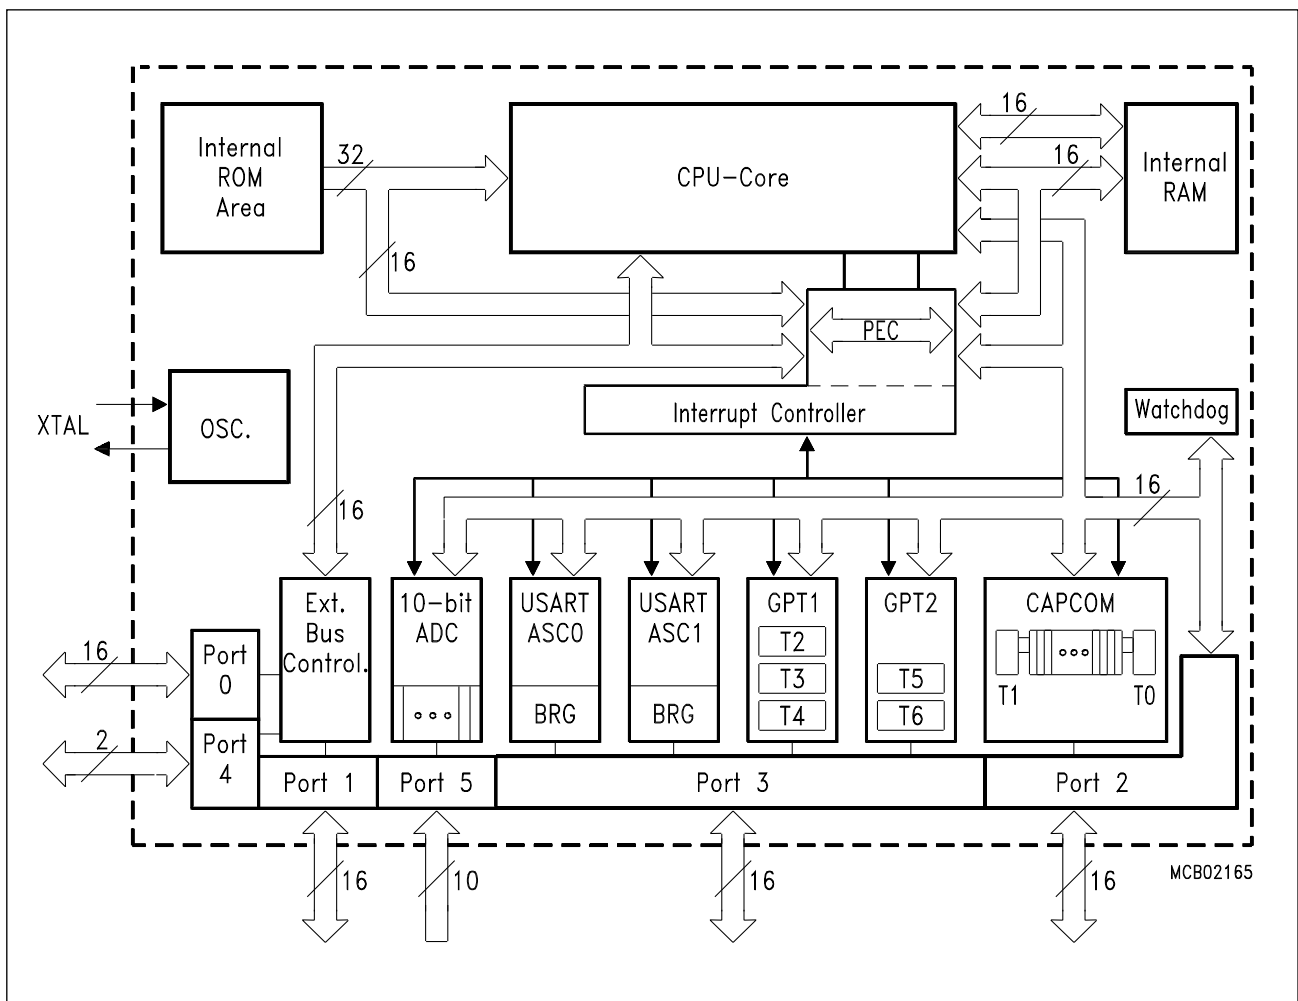 Internal
ROM
Area
32
16
CPU-Core
16
16
Internal
RAM
PEC
Interrupt Controller
XTAL
OSC.
Watchdog
16
16
Ext.
Bus
Control.
10-bit
ADC
USART
ASC0
BRG
USART
ASC1
BRG
GPT1
T2
T3
T4
GPT2
T5
T6
CAPCOM
T1
T0
16
Port
0
2
Port
4
Port 1
Port 5
Port 3
Port 2
16
10
16
16
MCB02165